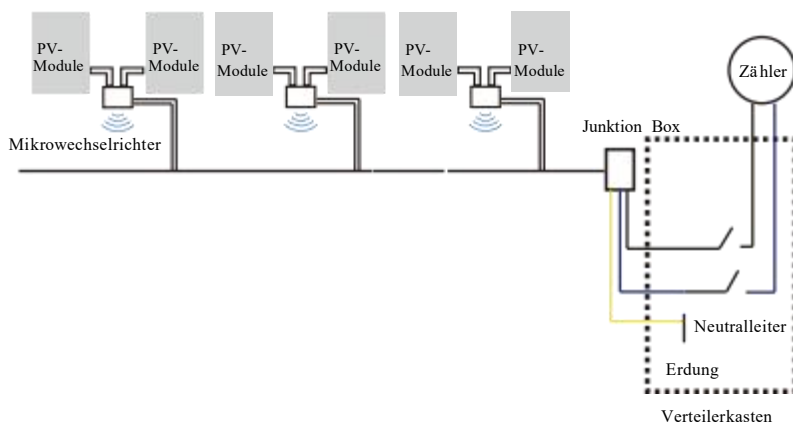 PV-
Module
PV-
Module
PV-
Module
PV-
Module
PV-
Module
PV-
Module
Zähler
Mikrowechselrichter
Junktion Box
Neutralleiter
Erdung
Verteilerkasten